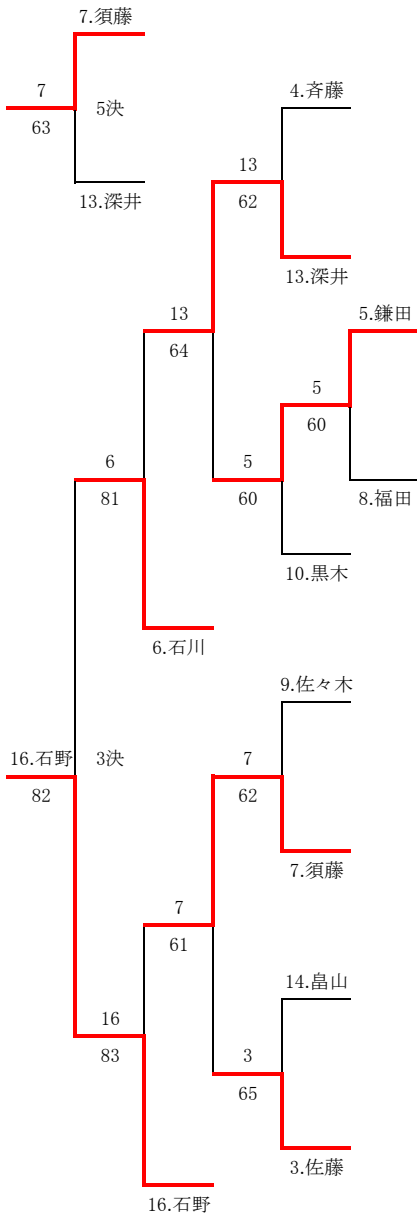 7.須藤
7
5決
63
13.深井
4.斉藤
13
62
13.深井
13
64
5.鎌田
5
60
8.福田
5
60
10.黒木
6
81
6.石川
9.佐々木
16.石野
3決
82
7
62
7.須藤
7
61
14.畠山
16
83
3
65
3.佐藤
16.石野